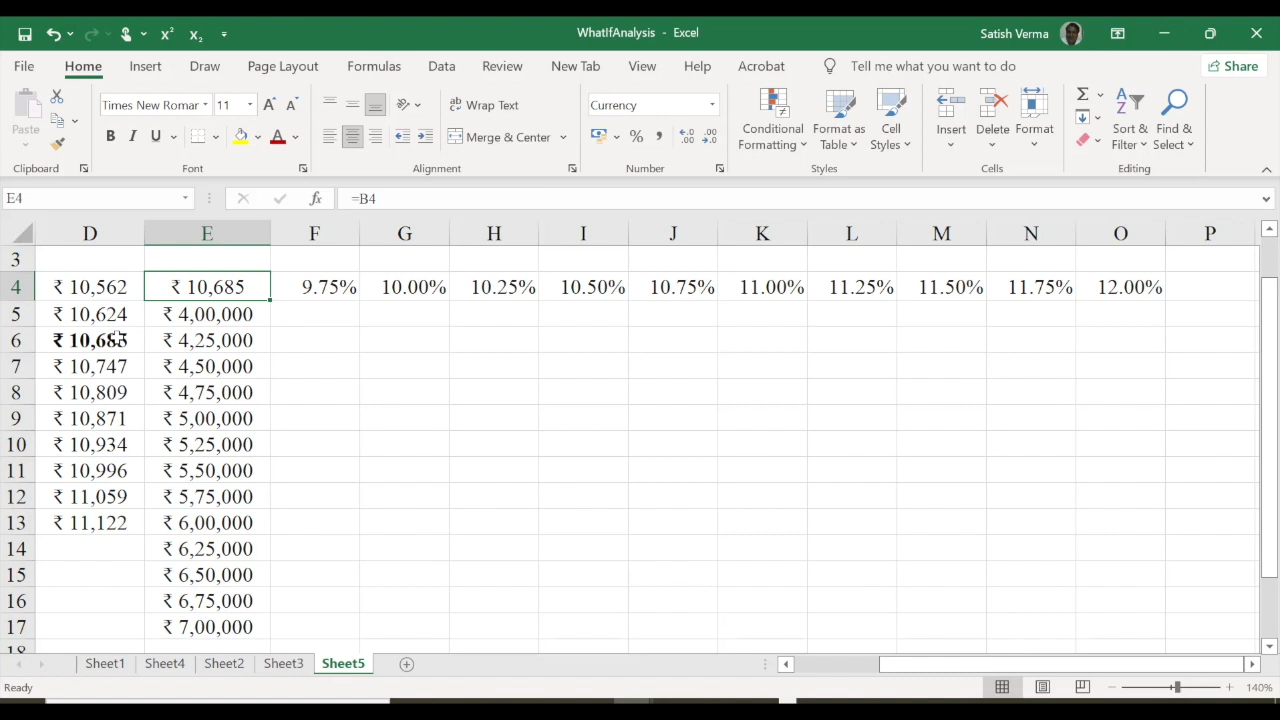 WhatIfAnalysis - Excel
Satish Verma
File Home Insert Draw Page Layout Formulas Data Review New Tab View Help Acrobat Tell me what you want to do Share
Paste
Clipboard
Times New Romar 11
B I U
Font
Wrap Text
Merge & Center
Alignment
Currency
Number
Conditional Formatting
Format as Table
Cell Styles
Styles
Insert Delete Format
Cells
Sort & Filter
Find & Select
Editing
E4 fx =B4
D E F G H I J K L M N O P
3
4 ₹ 10,562 ₹ 10,685 9.75% 10.00% 10.25% 10.50% 10.75% 11.00% 11.25% 11.50% 11.75% 12.00%
5 ₹ 10,624 ₹ 4,00,000
6 ₹ 10,685 ₹ 4,25,000
7 ₹ 10,747 ₹ 4,50,000
8 ₹ 10,809 ₹ 4,75,000
9 ₹ 10,871 ₹ 5,00,000
10 ₹ 10,934 ₹ 5,25,000
11 ₹ 10,996 ₹ 5,50,000
12 ₹ 11,059 ₹ 5,75,000
13 ₹ 11,122 ₹ 6,00,000
14 ₹ 6,25,000
15 ₹ 6,50,000
16 ₹ 6,75,000
17 ₹ 7,00,000
18
Sheet1 Sheet4 Sheet2 Sheet3 Sheet5
Ready 140%